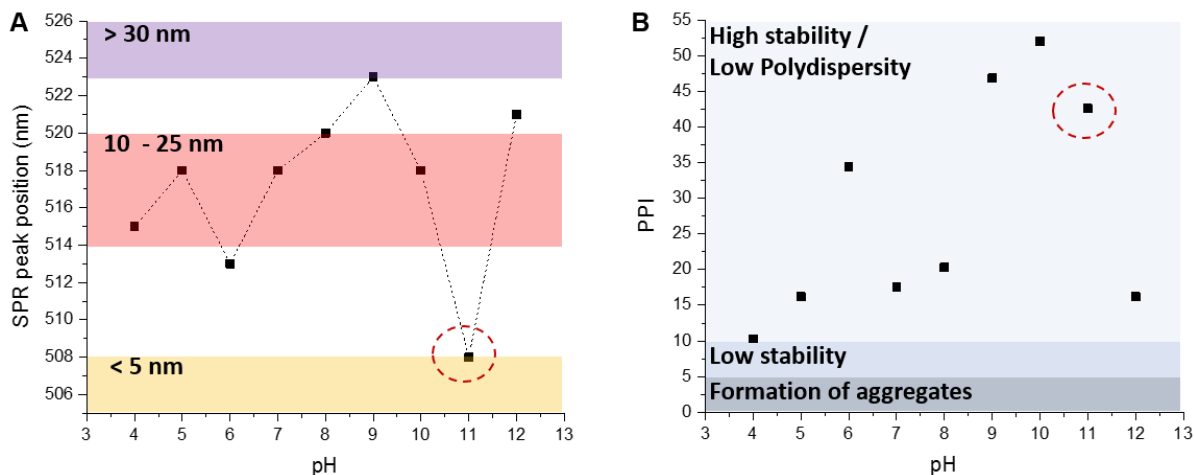 A
SPR peak position (nm)
526
524
522
520
518
516
514
512
510
508
506
> 30 nm
10 - 25 nm
< 5 nm
3 4 5 6 7 8 9 10 11 12 13
pH
B
PPI
55
50
45
40
35
30
25
20
15
10
5
0
High stability /
Low Polydispersity
Low stability
Formation of aggregates
3 4 5 6 7 8 9 10 11 12 13
pH